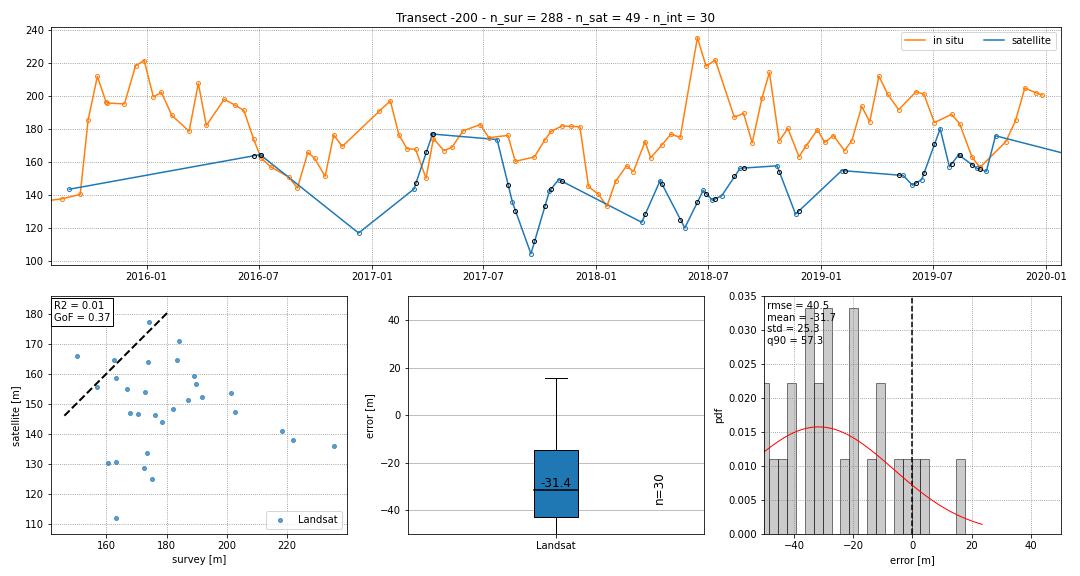 Transect -200 - n_sur = 288 - n_sat = 49 - n_int = 30
in situ
satellite
240
220
200
180
160
140
120
100
2016-01
2016-07
2017-01
2017-07
2018-01
2018-07
2019-01
2019-07
2020-01
R2 = 0.01
GoF = 0.37
180
170
160
150
140
130
120
110
satellite [m]
160
180
200
220
survey [m]
Landsat
40
20
0
−20
−40
error [m]
-31.4
n=30
Landsat
rmse = 40.5
mean = -31.7
std = 25.3
q90 = 57.3
0.035
0.030
0.025
0.020
0.015
0.010
0.005
0.000
pdf
−40
−20
0
20
40
error [m]